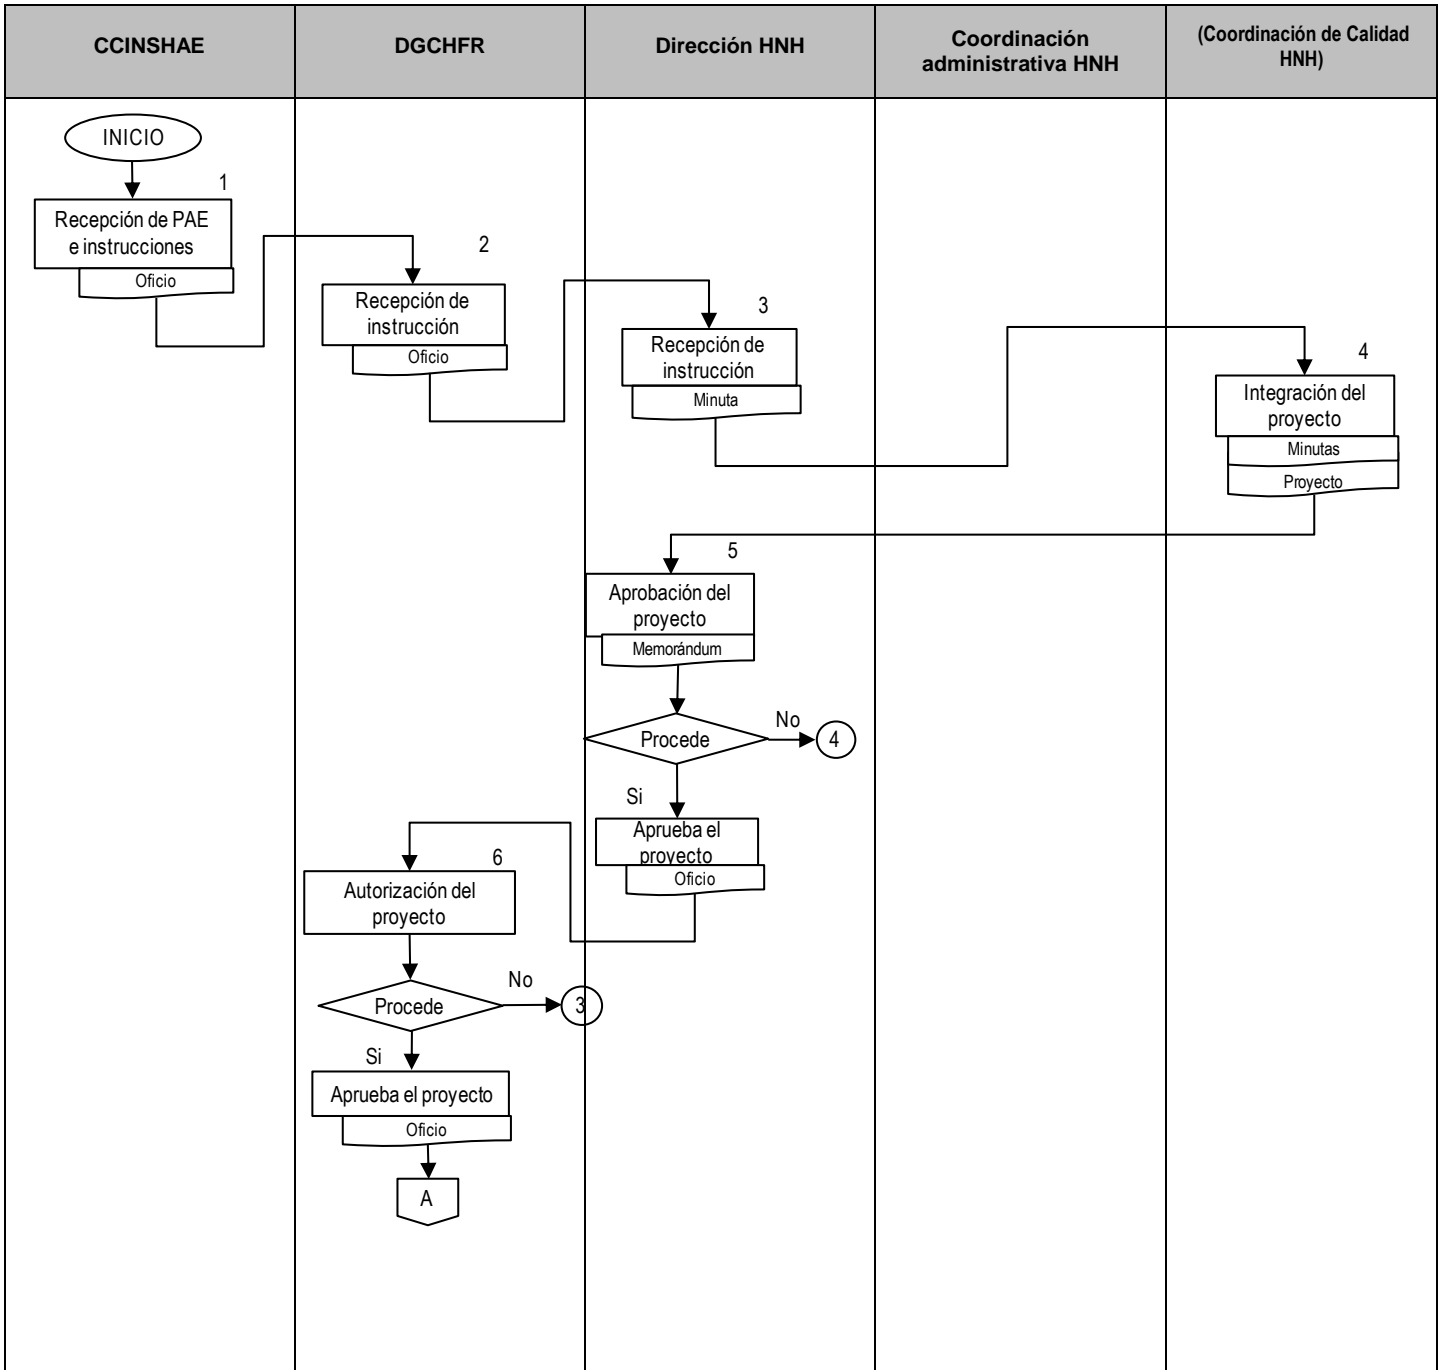 CCINSHAE
DGCHFR
Dirección HNH
Coordinación
administrativa HNH
(Coordinación de Calidad
HNH)
INICIO
1
Recepción de PAE
e instrucciones
Oficio
2
Recepción de
instrucción
Oficio
3
Recepción de
instrucción
Minuta
4
Integración del
proyecto
Minutas
Proyecto
5
Aprobación del
proyecto
Memorándum
Procede
No
4
Si
Aprueba el
proyecto
Oficio
6
Autorización del
proyecto
Procede
No
3
Si
Aprueba el proyecto
Oficio
A